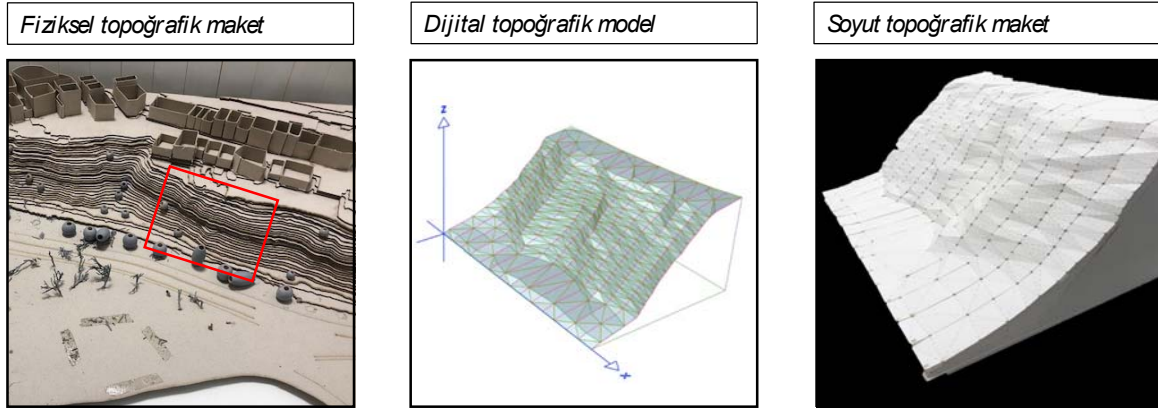 Fiziksel topoğrafik maket
Dijital topoğrafik model
Soyut topoğrafik maket
z
x